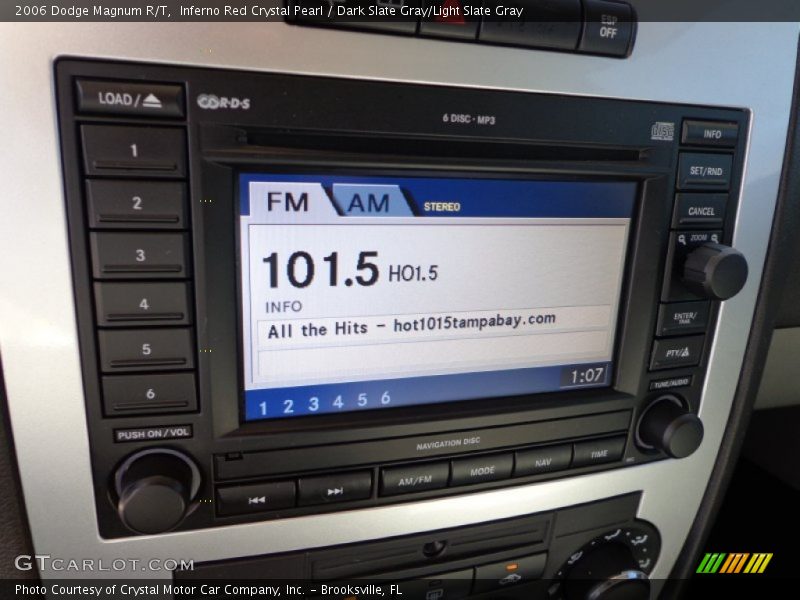 2006 Dodge Magnum R/T,  Inferno Red Crystal Pearl / Dark Slate Gray/Light Slate Gray
ESP
OFF
LOAD/
R·D·S
6 DISC · MP3
disc
INFO
1
SET/RND
2
CANCEL
3
ZOOM
4
ENTER/
5
PTY/
6
TUNE/AUDIO
FM
AM
STEREO
101.5 HO1.5
INFO
All the Hits - hot1015tampabay.com
1 2 3 4 5 6
1:07
PUSH ON / VOL
NAVIGATION DISC
AM/FM
MODE
NAV
TIME
GTCARLOT.COM
Photo Courtesy of Crystal Motor Car Company, Inc. - Brooksville, FL